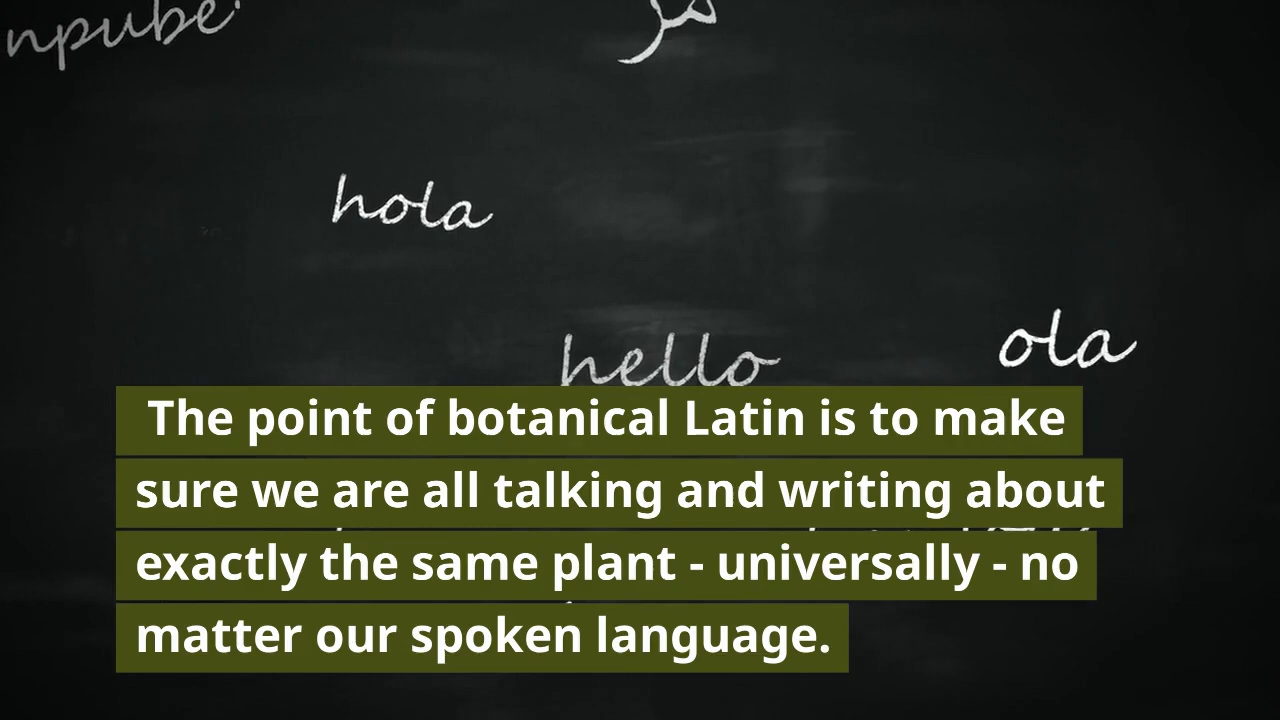 hola
hello
ola
The point of botanical Latin is to make
sure we are all talking and writing about
exactly the same plant - universally - no
matter our spoken language.